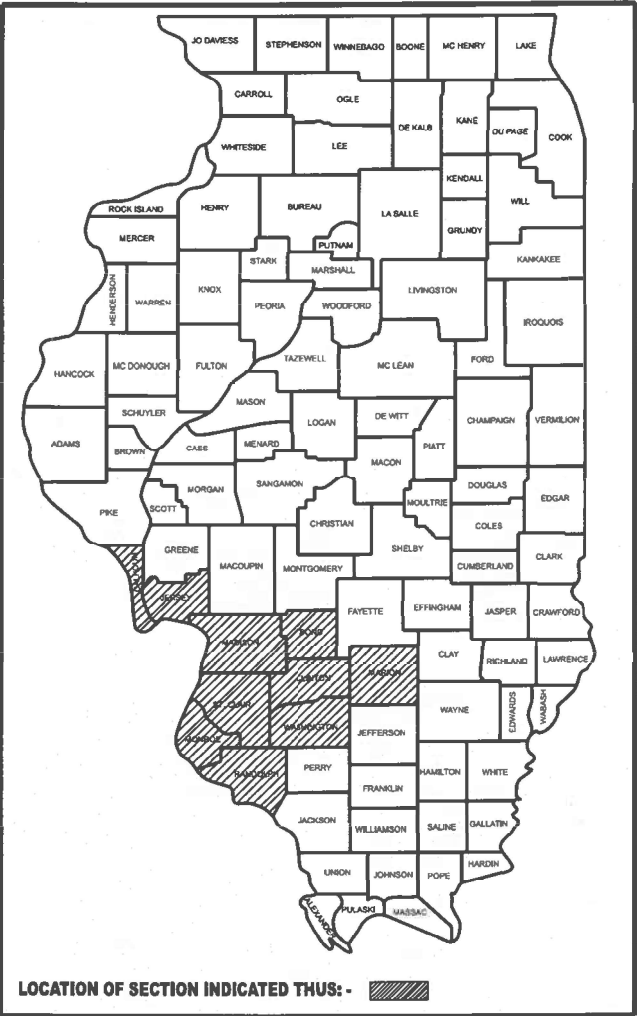 JO DAVIESS
STEPHENSON
WINNEBAGO
BOONE
MC HENRY
LAKE
CARROLL
OGLE
DE KALB
KANE
DU PAGE
COOK
WHITESIDE
LEE
KENDALL
WILL
ROCK ISLAND
HENRY
BUREAU
LA SALLE
GRUNDY
MERCER
PUTNAM
STARK
MARSHALL
KANKAKEE
HENDERSON
WARREN
KNOX
PEORIA
WOODFORD
LIVINGSTON
IROQUOIS
HANCOCK
MC DONOUGH
FULTON
TAZEWELL
MC LEAN
FORD
MASON
SCHUYLER
LOGAN
DE WITT
CHAMPAIGN
VERMILION
ADAMS
BROWN
CASS
MENARD
PIATT
MACON
PIKE
SCOTT
MORGAN
SANGAMON
MOULTRIE
DOUGLAS
EDGAR
CHRISTIAN
COLES
GREENE
MACOUPIN
MONTGOMERY
SHELBY
CUMBERLAND
CLARK
CALHOUN
JERSEY
FAYETTE
EFFINGHAM
JASPER
CRAWFORD
MADISON
BOND
CLAY
RICHLAND
LAWRENCE
CLINTON
MARION
ST. CLAIR
WAYNE
EDWARDS
WABASH
WASHINGTON
JEFFERSON
MONROE
RANDOLPH
PERRY
HAMILTON
WHITE
FRANKLIN
JACKSON
WILLIAMSON
SALINE
GALLATIN
UNION
JOHNSON
POPE
HARDIN
ALEXANDER
PULASKI
MASSAC
LOCATION OF SECTION INDICATED THUS: -